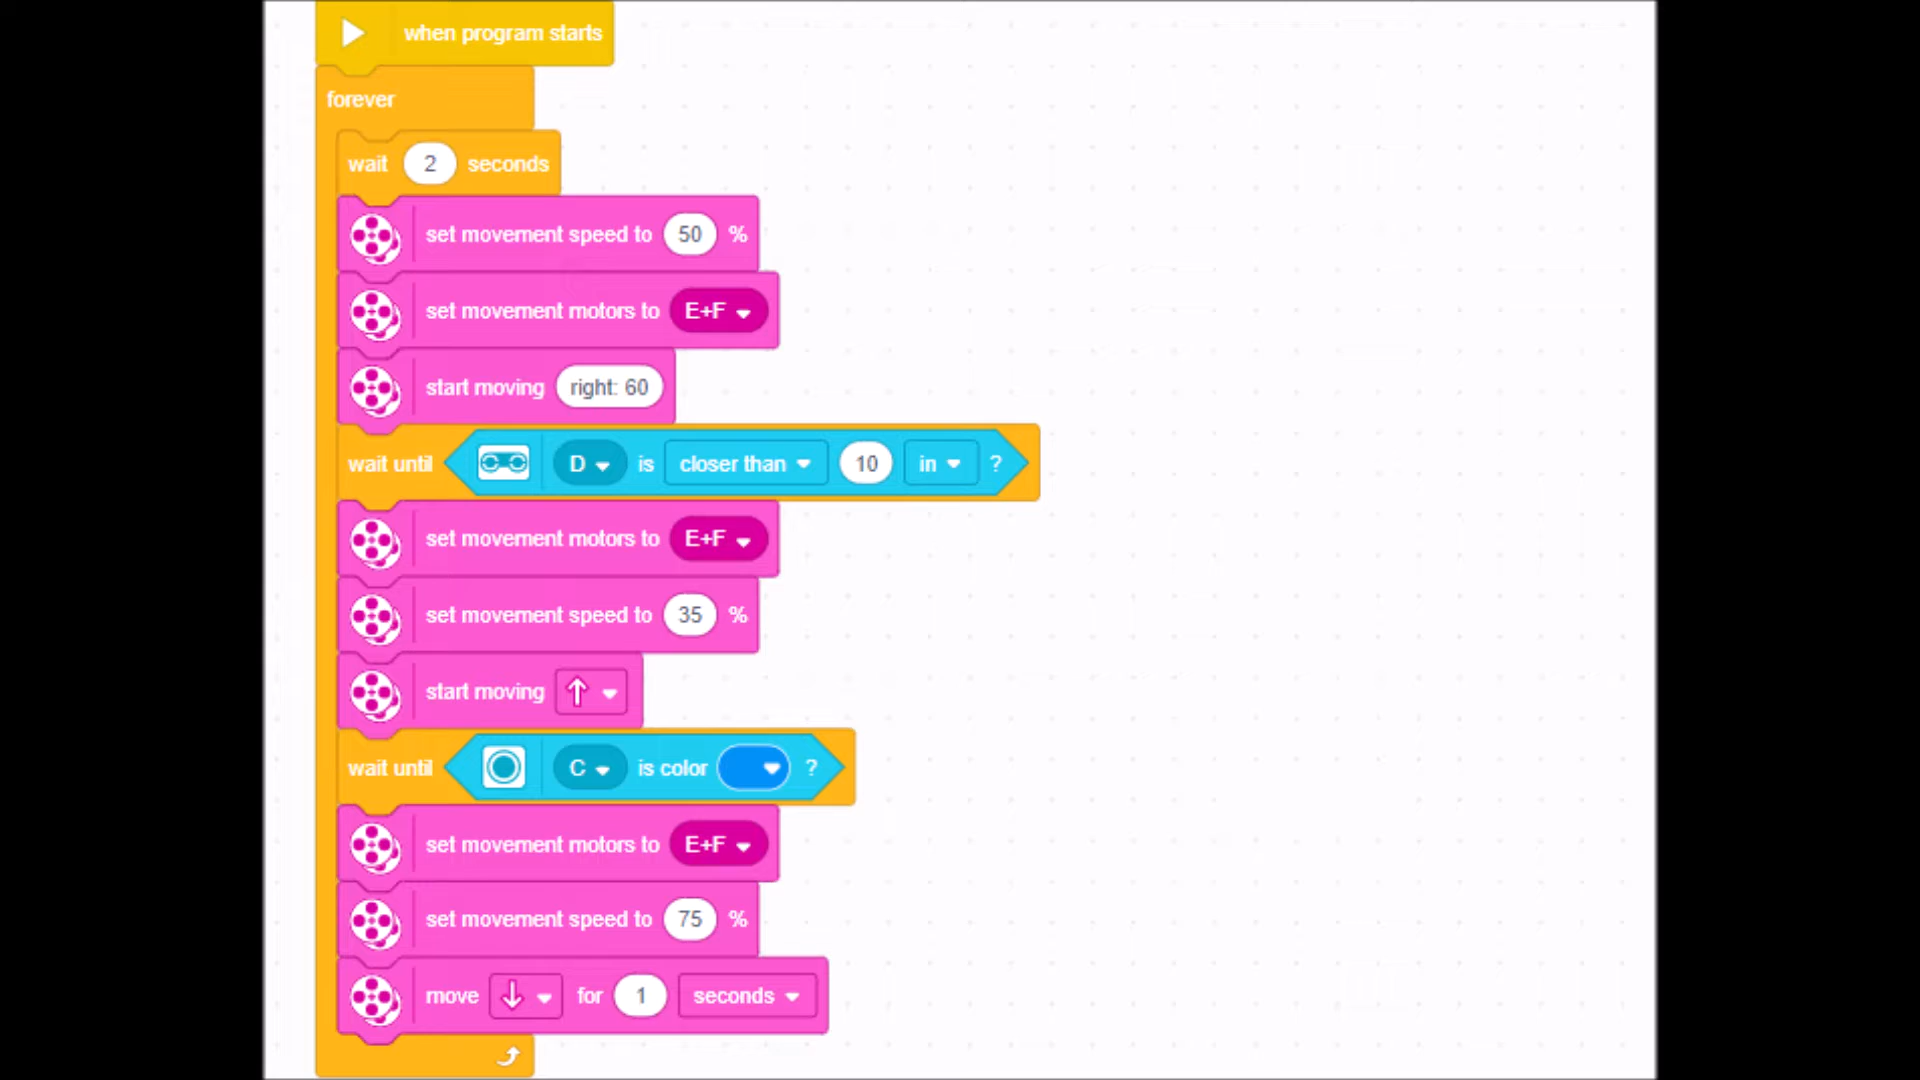 when program starts
forever
wait 2 seconds
set movement speed to 50 %
set movement motors to E+F
start moving right: 60
wait until D is closer than 10 in ?
set movement motors to E+F
set movement speed to 35 %
start moving
wait until C is color ?
set movement motors to E+F
set movement speed to 75 %
move for 1 seconds